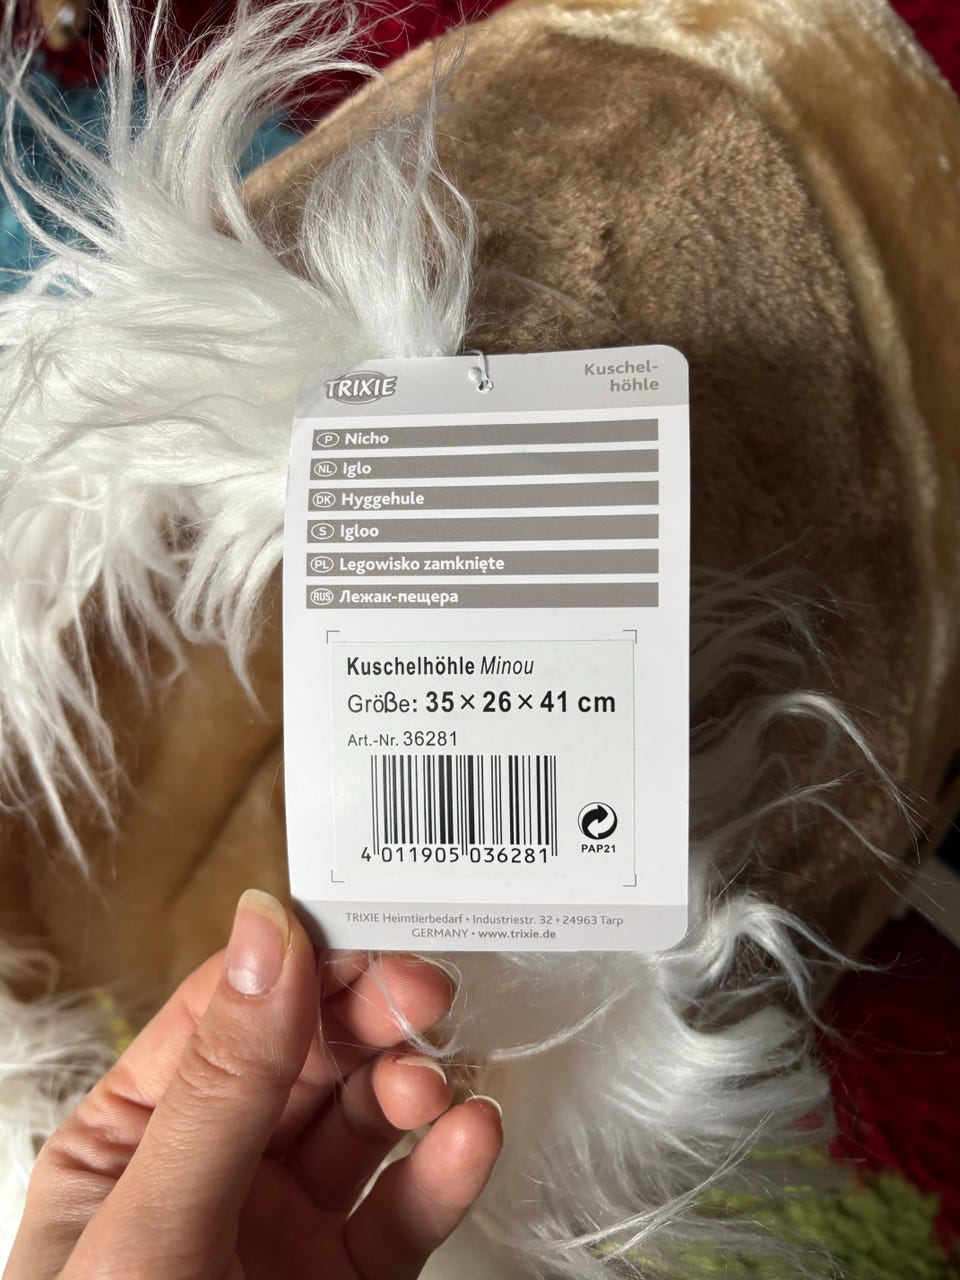 TRIXIE
Kuschel-
höhle
P Nicho
NL Iglo
DK Hyggehule
S Igloo
PL Legowisko zamknięte
RUS Лежак-пещера
Kuschelhöhle Minou
Größe: 35 × 26 × 41 cm
Art.-Nr. 36281
4 011905 036281
PAP21
TRIXIE Heimtierbedarf • Industriestr. 32 • 24963 Tarp
GERMANY • www.trixie.de